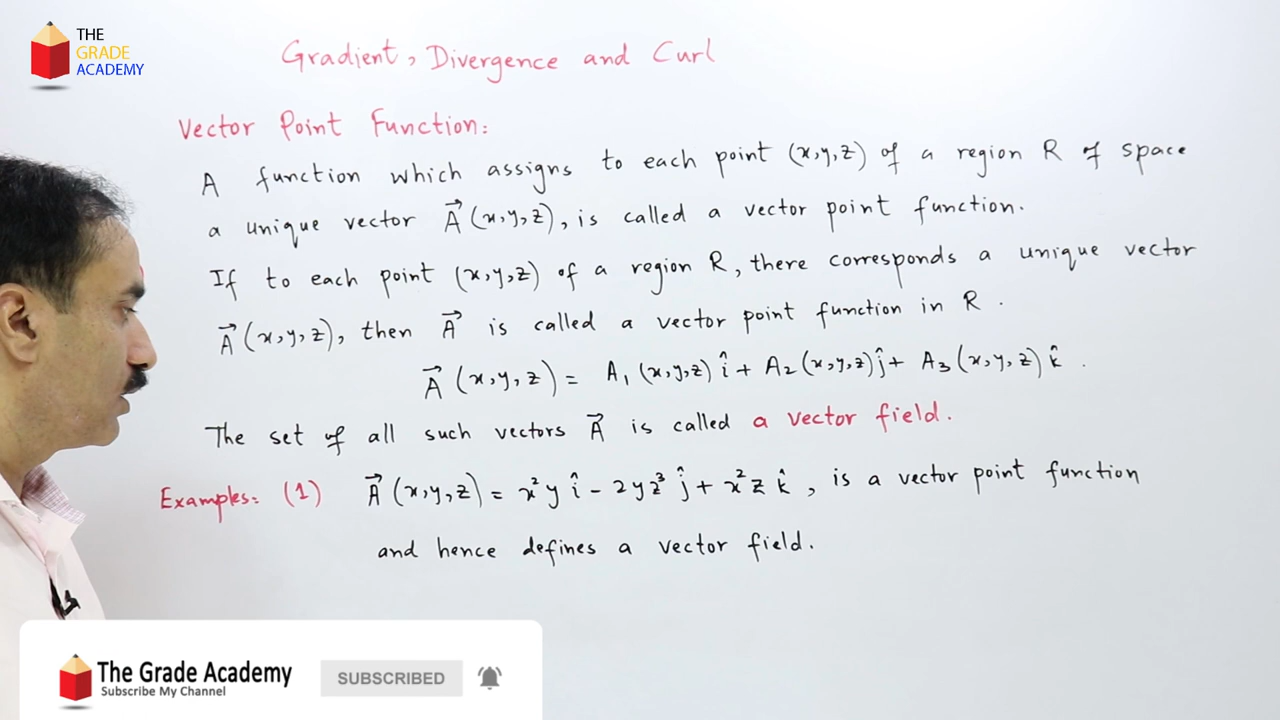 THE
GRADE
ACADEMY
Gradient, Divergence and Curl
Vector Point Function:
A function which assigns to each point (x,y,z) of a region R of space
a unique vector A⃗ (x,y,z), is called a vector point function.
If to each point (x,y,z) of a region R, there corresponds a unique vector
A⃗ (x,y,z), then A⃗ is called a vector point function in R.
A⃗ (x,y,z) = A₁ (x,y,z) î + A₂ (x,y,z) ĵ + A₃ (x,y,z) k̂ .
The set of all such vectors A⃗ is called a vector field.
Examples: (1) A⃗ (x,y,z) = x²y î − 2yz³ ĵ + x²z k̂ , is a vector point function
and hence defines a vector field.
The Grade Academy
Subscribe My Channel
SUBSCRIBED